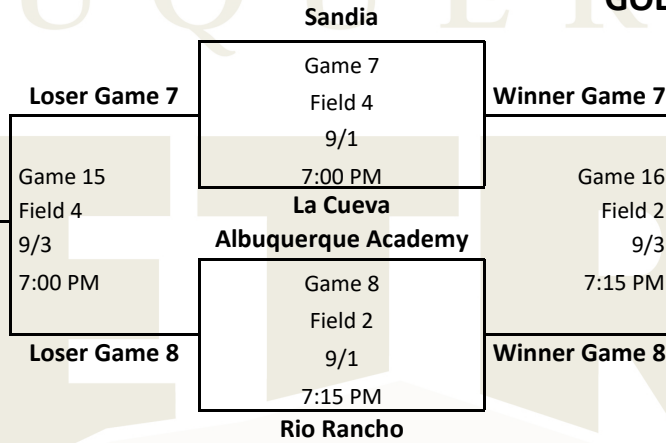 U Q U E R
GOL
Sandia
Game 7
Loser Game 7
Field 4
Winner Game 7
9/1
Game 15
7:00 PM
Game 16
Field 4
La Cueva
Field 2
9/3
Albuquerque Academy
9/3
7:00 PM
Game 8
7:15 PM
Field 2
Loser Game 8
9/1
Winner Game 8
7:15 PM
Rio Rancho